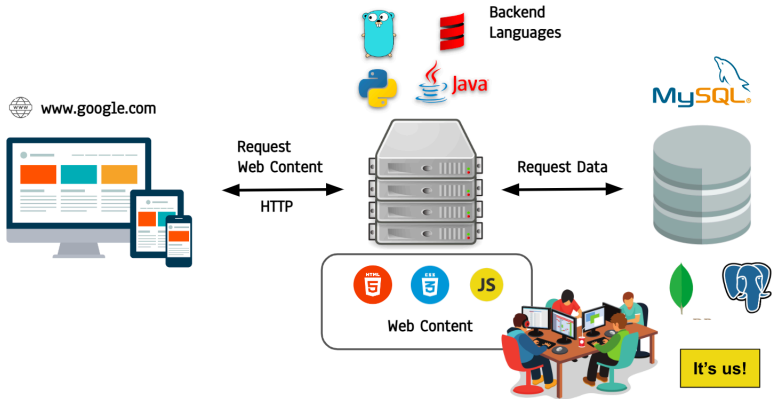 Backend
Languages
Java
MySQL®
www
www.google.com
Request
Web Content
HTTP
Request Data
HTML
5
CSS
3
JS
Web Content
It's us!